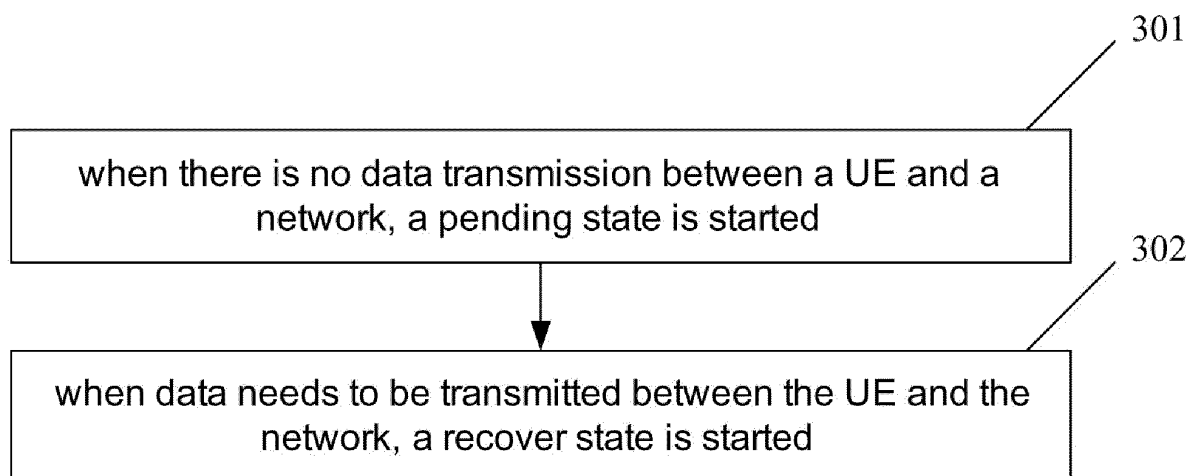 301
when there is no data transmission between a UE and a
network, a pending state is started
302
when data needs to be transmitted between the UE and the
network, a recover state is started